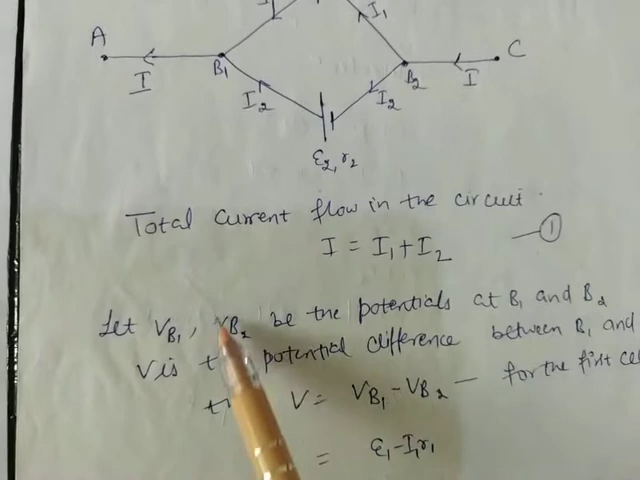 I1
A C
B1 B2
I I
I2 I2
ε2, r2
Total current flow in the circuit.
I = I1 + I2 — 1
Let VB1, VB2 be the potentials at B1 and B2
V is potential difference between B1 and
V = VB1 - VB2 — for the first
= ε1 - I1r1